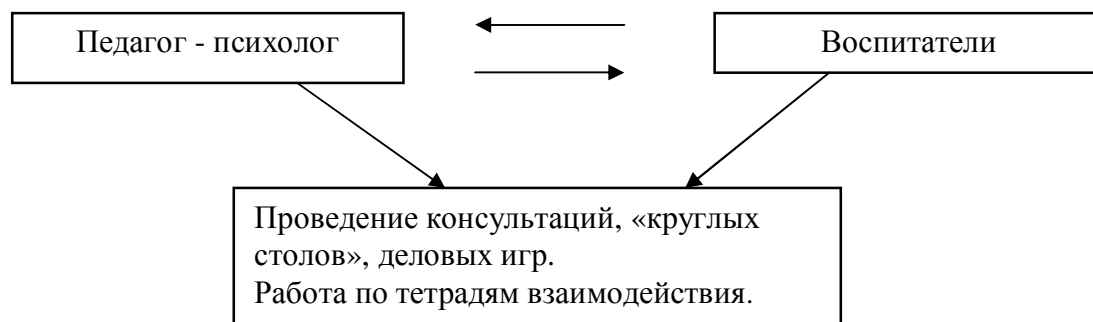 Педагог - психолог
Воспитатели
Проведение консультаций, «круглых
столов», деловых игр.
Работа по тетрадям взаимодействия.